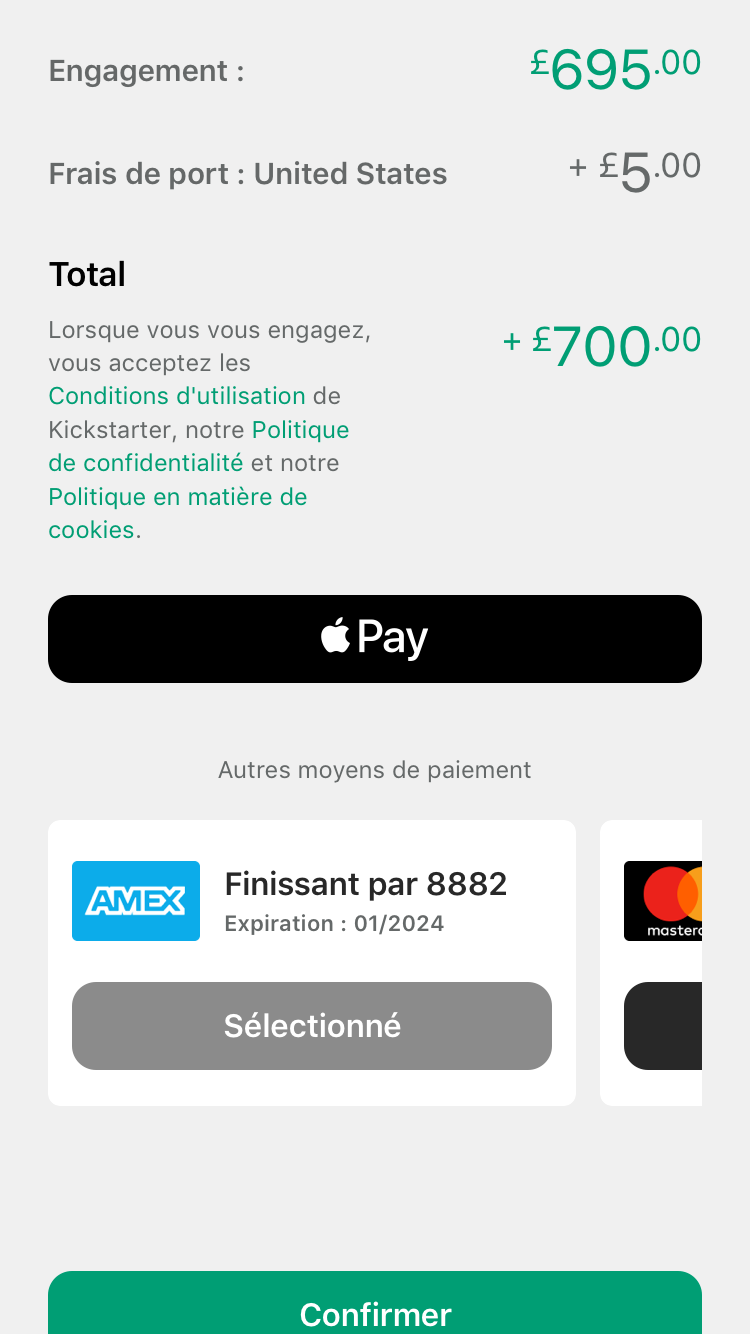 Engagement : £695.00
Frais de port : United States + £5.00
Total
Lorsque vous vous engagez,
vous acceptez les
Conditions d'utilisation de
Kickstarter, notre Politique
de confidentialité et notre
Politique en matière de
cookies.
+ £700.00
Pay
Autres moyens de paiement
AMEX
Finissant par 8882
Expiration : 01/2024
Sélectionné
Confirmer